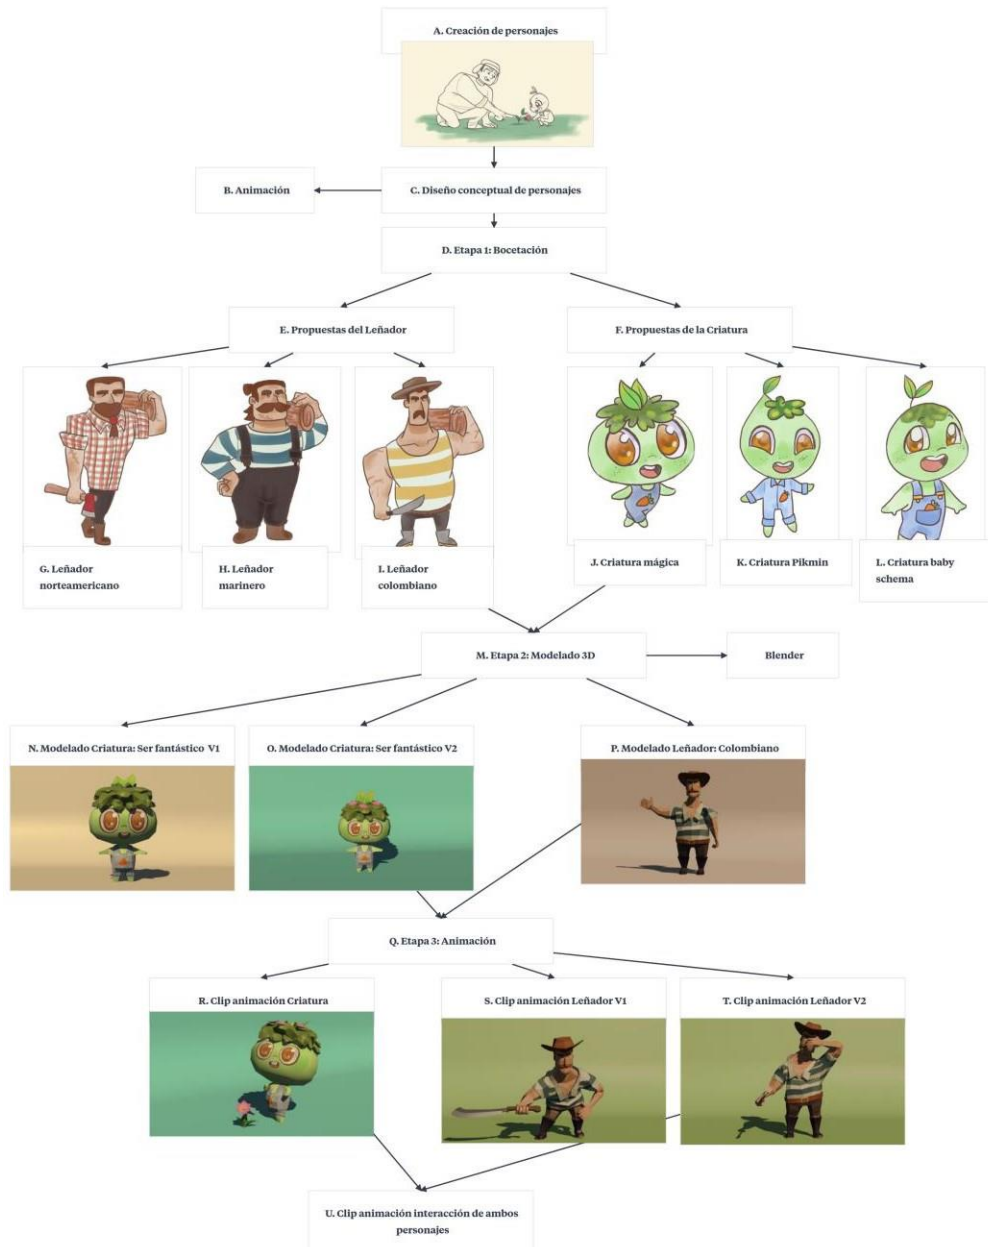 A. Creación de personajes
B. Animación
C. Diseño conceptual de personajes
D. Etapa 1: Bocetación
E. Propuestas del Leñador
F. Propuestas de la Criatura
G. Leñador
norteamericano
H. Leñador
marinero
I. Leñador
colombiano
J. Criatura mágica
K. Criatura Pikmin
L. Criatura baby
schema
M. Etapa 2: Modelado 3D
Blender
N. Modelado Criatura: Ser fantástico V1
O. Modelado Criatura: Ser fantástico V2
P. Modelado Leñador: Colombiano
Q. Etapa 3: Animación
R. Clip animación Criatura
S. Clip animación Leñador V1
T. Clip animación Leñador V2
U. Clip animación interacción de ambos
personajes